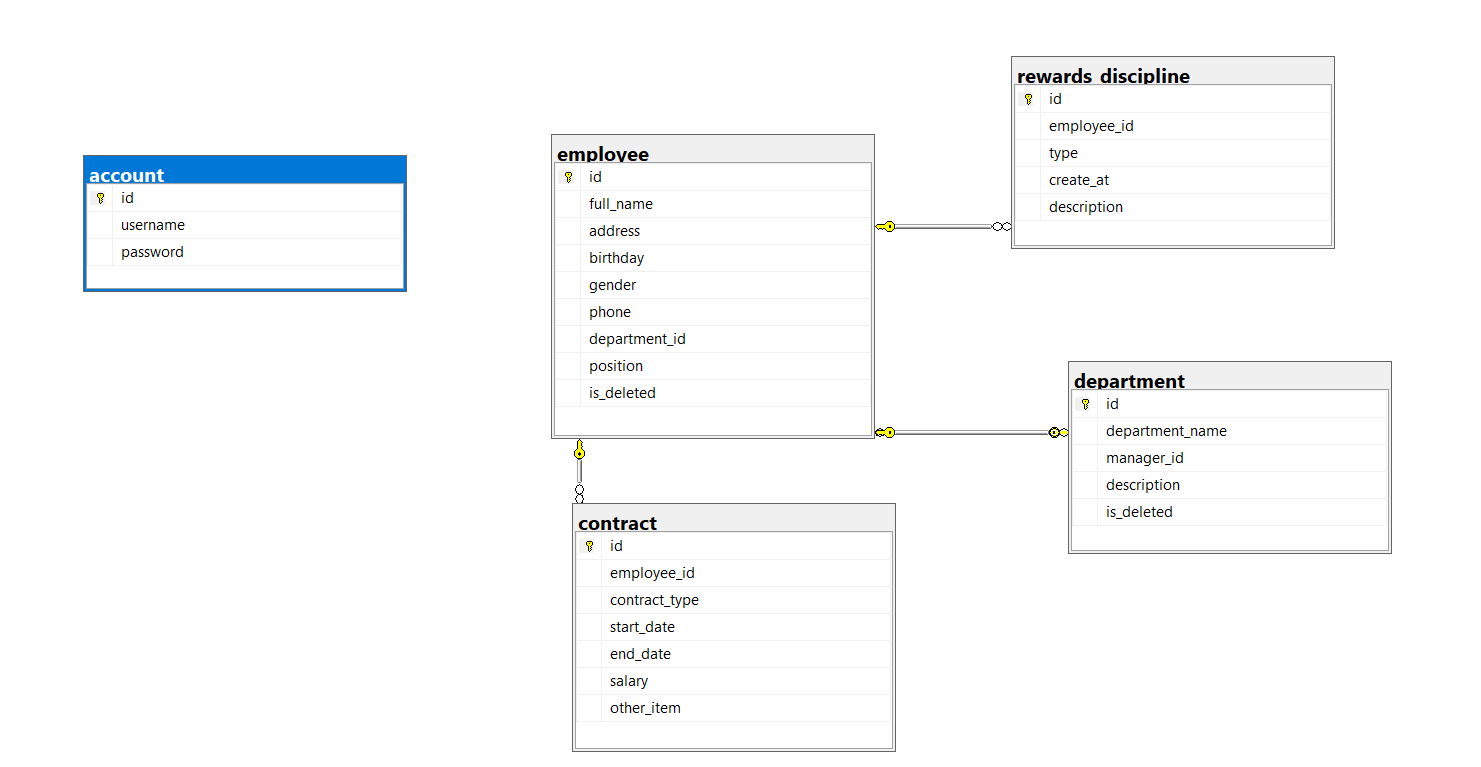 account
id
username
password
employee
id
full_name
address
birthday
gender
phone
department_id
position
is_deleted
rewards_discipline
id
employee_id
type
create_at
description
department
id
department_name
manager_id
description
is_deleted
contract
id
employee_id
contract_type
start_date
end_date
salary
other_item